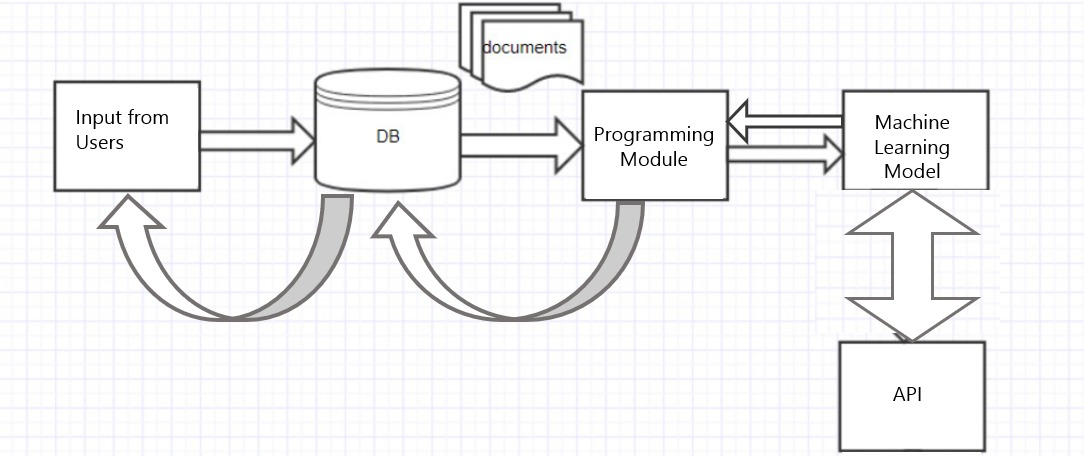 documents
Input from
Users
DB
Programming
Module
Machine
Learning
Model
API